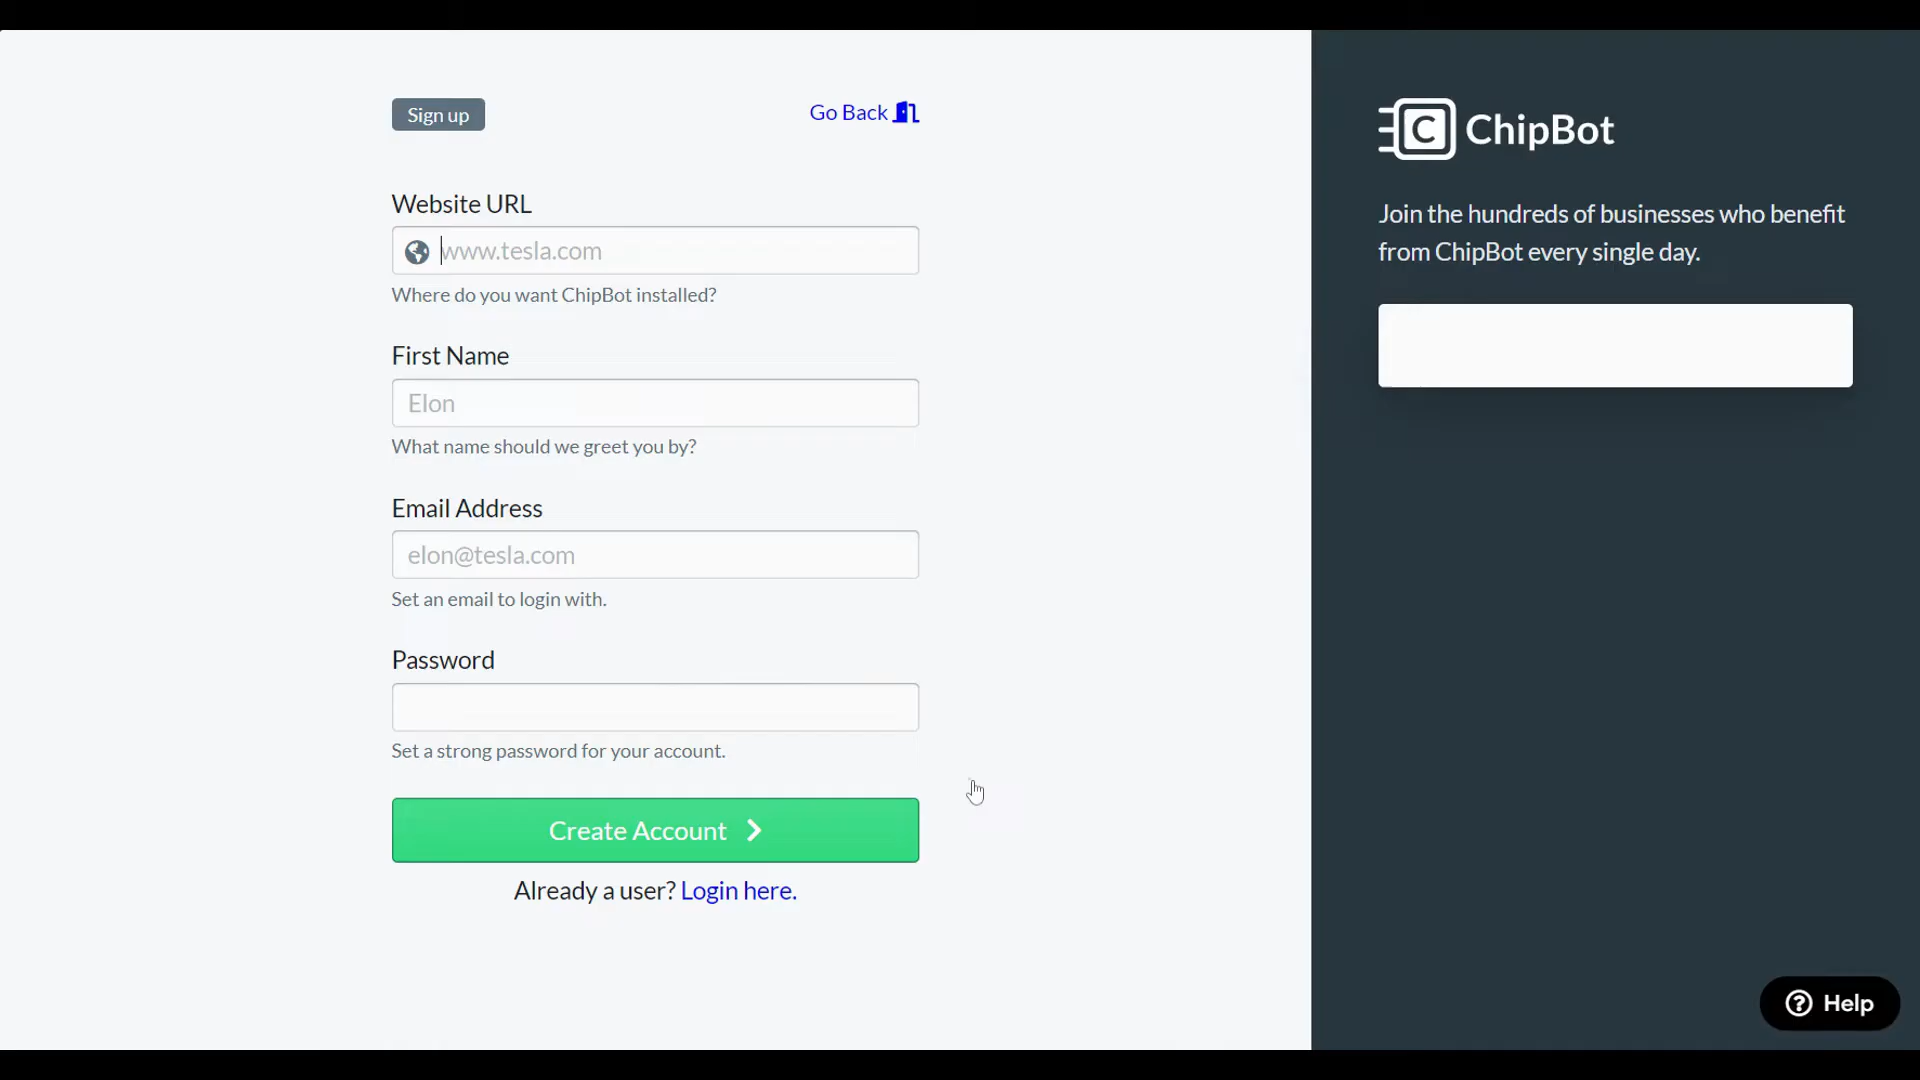 Sign up
Go Back
Website URL
www.tesla.com
Where do you want ChipBot installed?
First Name
Elon
What name should we greet you by?
Email Address
elon@tesla.com
Set an email to login with.
Password
Set a strong password for your account.
Create Account
Already a user? Login here.
C ChipBot
Join the hundreds of businesses who benefit
from ChipBot every single day.
? Help